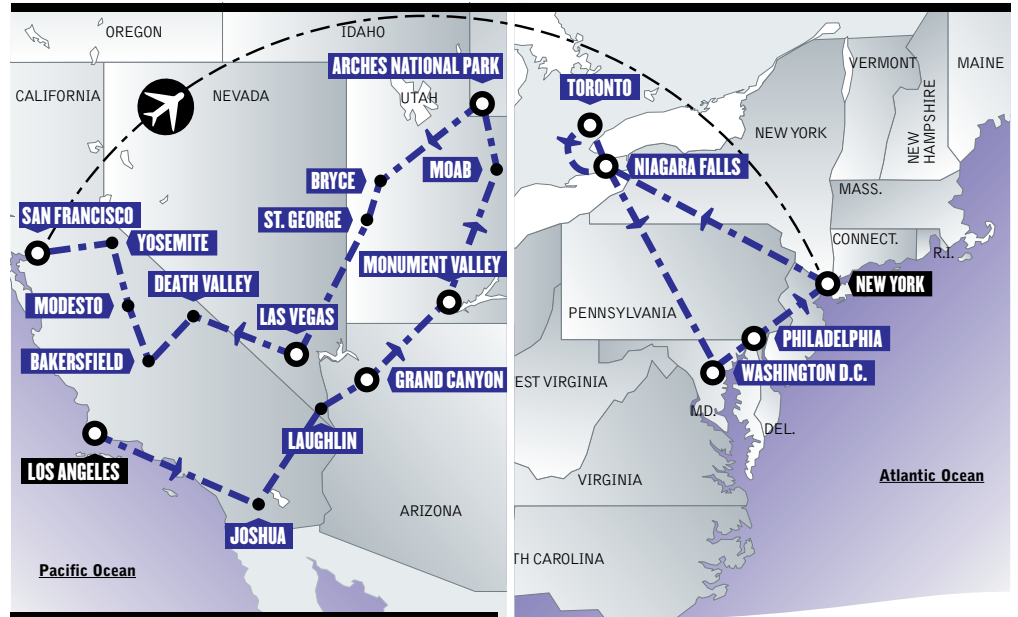 OREGON
IDAHO
ARCHES NATIONAL PARK
CALIFORNIA
NEVADA
UTAH
MOAB
BRYCE
ST. GEORGE
SAN FRANCISCO
YOSEMITE
MONUMENT VALLEY
DEATH VALLEY
MODESTO
LAS VEGAS
BAKERSFIELD
GRAND CANYON
LAUGHLIN
LOS ANGELES
ARIZONA
JOSHUA
Pacific Ocean
VERMONT
MAINE
TORONTO
NEW YORK
NEW
HAMPSHIRE
NIAGARA FALLS
MASS.
CONNECT.
R.I.
NEW YORK
PENNSYLVANIA
PHILADELPHIA
WASHINGTON D.C.
EST VIRGINIA
MD.
DEL.
VIRGINIA
Atlantic Ocean
TH CAROLINA